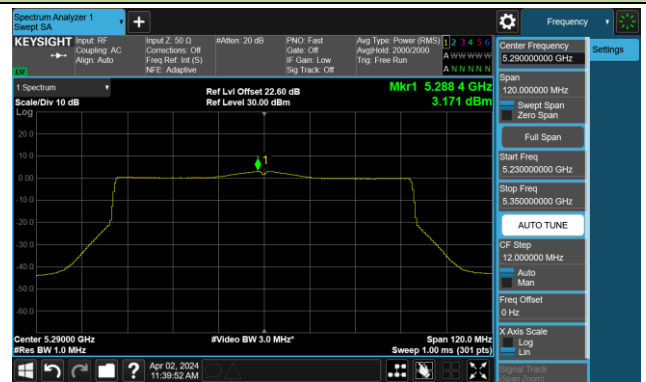 Spectrum Analyzer 1
Swept SA
+
Frequency
KEYSIGHT
Input: RF
Coupling: AC
Align: Auto
Input Z: 50 Ω
Corrections: Off
Freq Ref: Int (S)
NFE: Adaptive
#Atten: 20 dB
PNO: Fast
Gate: Off
IF Gain: Low
Sig Track: Off
Avg Type: Power (RMS)
Avg|Hold: 2000/2000
Trig: Free Run
1 2 3 4 5 6
A W W W W W
A N N N N N
LW
1 Spectrum
Scale/Div 10 dB
Log
Ref Lvl Offset 22.60 dB
Ref Level 30.00 dBm
Mkr1 5.288 4 GHz
3.171 dBm
1
20.0
10.0
0.00
-10.0
-20.0
-30.0
-40.0
-50.0
-60.0
Center 5.29000 GHz
#Res BW 1.0 MHz
#Video BW 3.0 MHz*
Span 120.0 MHz
Sweep 1.00 ms (301 pts)
Center Frequency
5.290000000 GHz
Settings
Span
120.000000 MHz
Swept Span
Zero Span
Full Span
Start Freq
5.230000000 GHz
Stop Freq
5.350000000 GHz
AUTO TUNE
CF Step
12.000000 MHz
Auto
Man
Freq Offset
0 Hz
X Axis Scale
Log
Lin
Signal Track
(Span Zoom)
?
Apr 02, 2024
11:39:52 AM